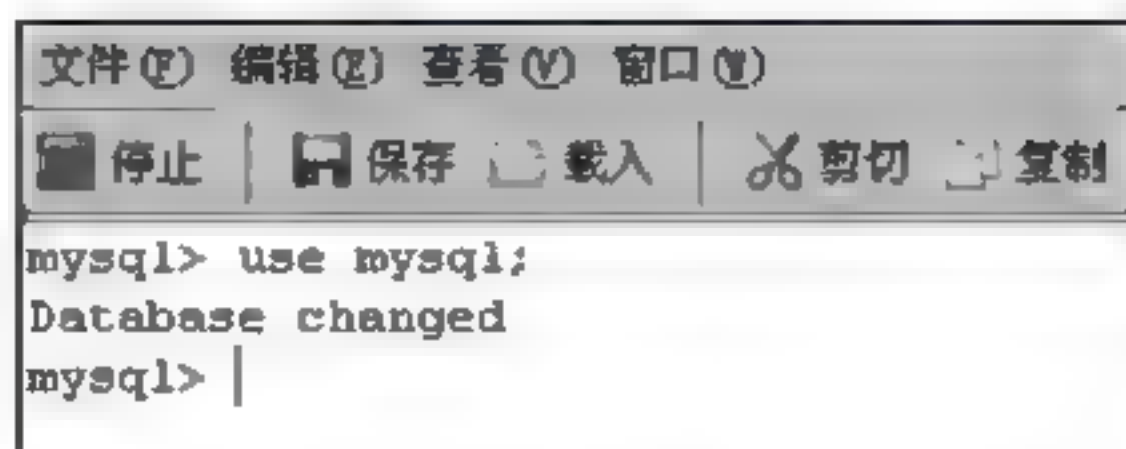 文件(F) 编辑(E) 查看(V) 窗口(W)
停止 保存 载入 剪切 复制
mysql> use mysql;
Database changed
mysql>